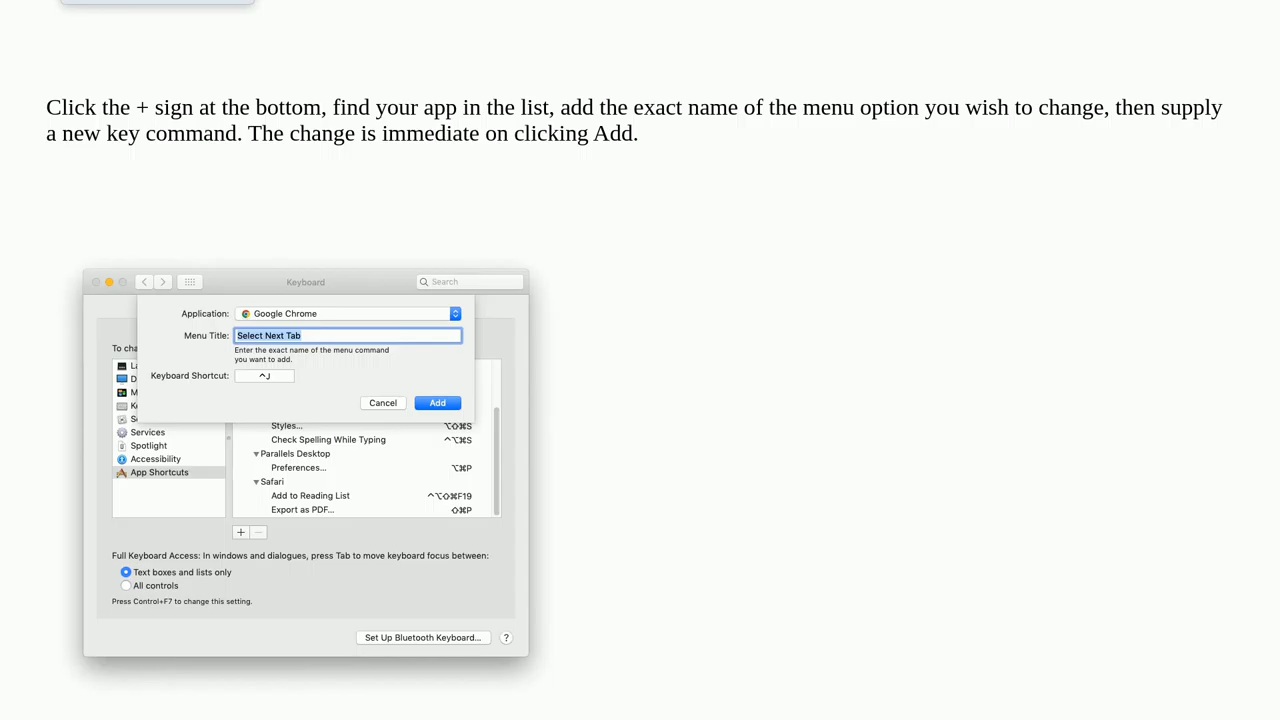 Click the + sign at the bottom, find your app in the list, add the exact name of the menu option you wish to change, then supply
a new key command. The change is immediate on clicking Add.
Keyboard
Search
Application:
Google Chrome
Menu Title:
Select Next Tab
Enter the exact name of the menu command
you want to add.
Keyboard Shortcut:
^J
Cancel
Add
To cha
La
D
M
Ke
S
Services
Spotlight
Accessibility
App Shortcuts
Styles... ⌥⇧⌘S
Check Spelling While Typing ^⌥⌘S
Parallels Desktop
Preferences... ⌥⌘P
Safari
Add to Reading List ^⌥⇧⌘F19
Export as PDF... ⇧⌘P
+ −
Full Keyboard Access: In windows and dialogues, press Tab to move keyboard focus between:
Text boxes and lists only
All controls
Press Control+F7 to change this setting.
Set Up Bluetooth Keyboard...
?